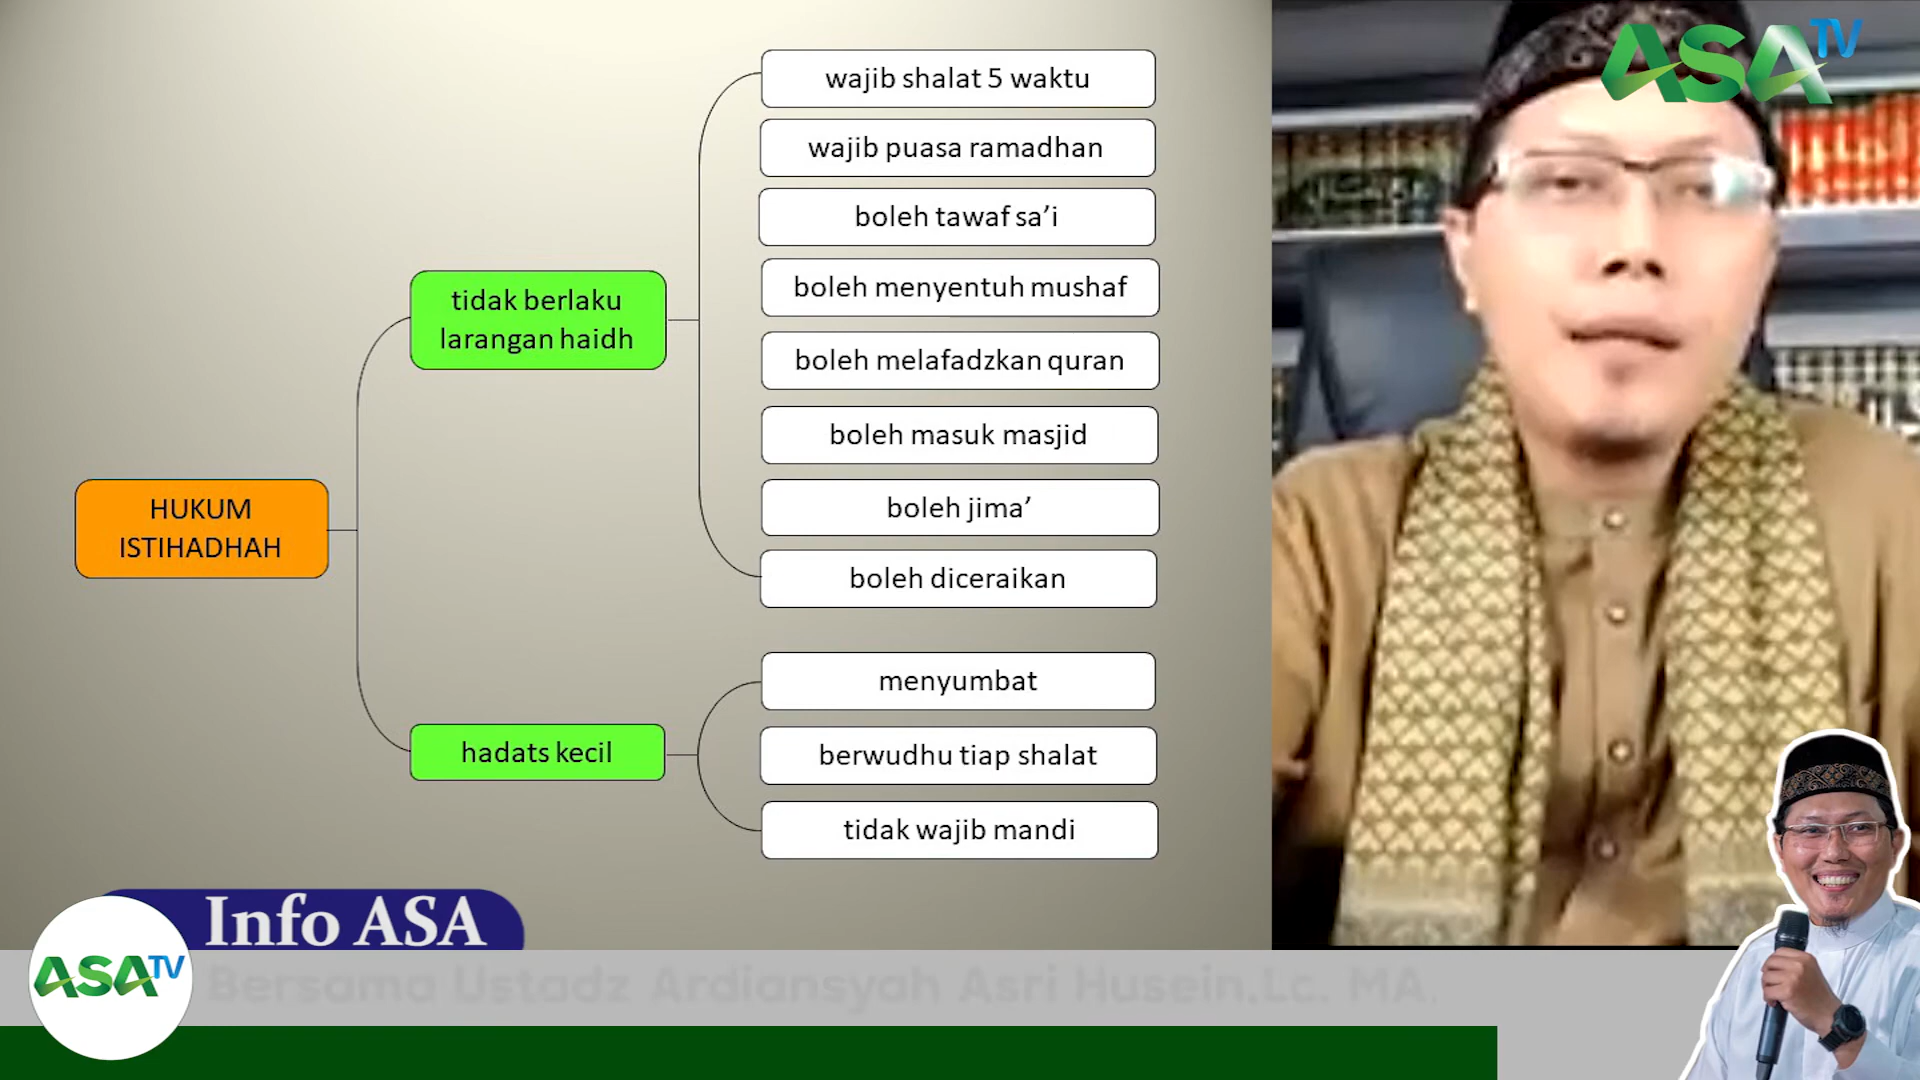 ASA TV
wajib shalat 5 waktu
wajib puasa ramadhan
boleh tawaf sa’i
tidak berlaku
larangan haidh
boleh menyentuh mushaf
boleh melafadzkan quran
boleh masuk masjid
boleh jima’
boleh diceraikan
HUKUM
ISTIHADHAH
hadats kecil
menyumbat
berwudhu tiap shalat
tidak wajib mandi
Info ASA
ASA TV
Bersama Ustadz Ardiansyah Asri Husein,Lc. MA.